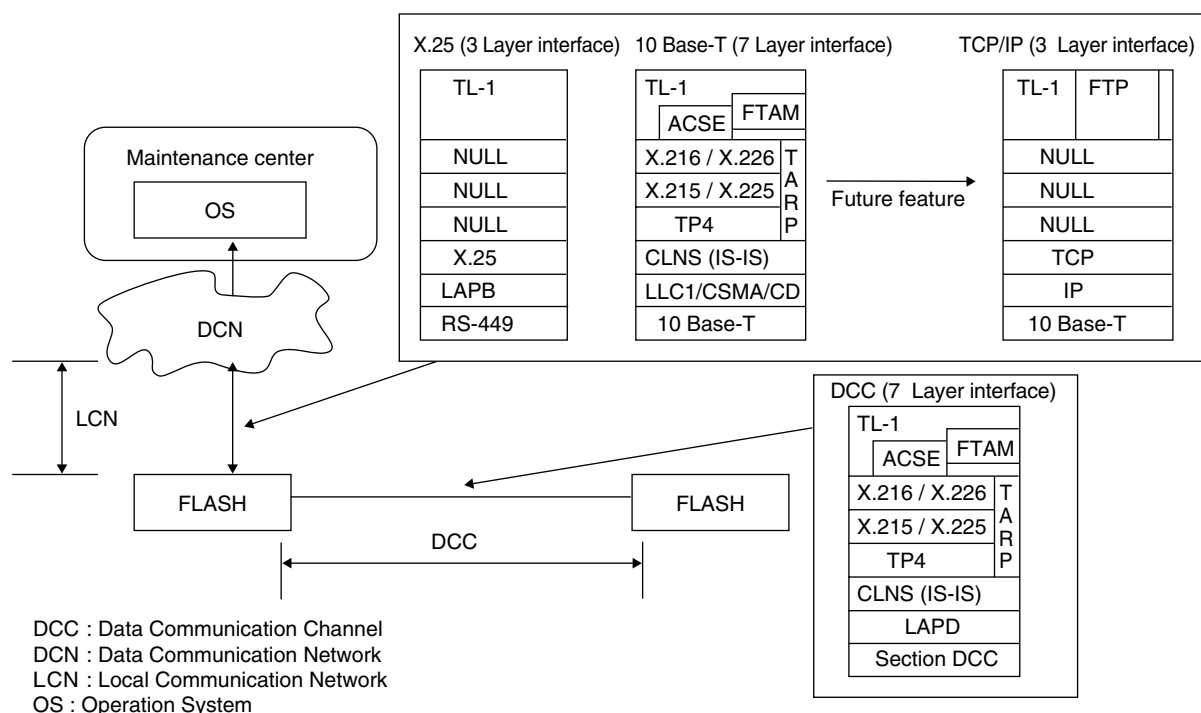 X.25 (3 Layer interface)
TL-1
NULL
NULL
NULL
X.25
LAPB
RS-449
10 Base-T (7 Layer interface)
TL-1
ACSE
FTAM
X.216 / X.226
X.215 / X.225
TP4
TARP
CLNS (IS-IS)
LLC1/CSMA/CD
10 Base-T
Future feature
TCP/IP (3 Layer interface)
TL-1
FTP
NULL
NULL
NULL
TCP
IP
10 Base-T
Maintenance center
OS
DCN
LCN
FLASH
FLASH
DCC
DCC (7 Layer interface)
TL-1
ACSE
FTAM
X.216 / X.226
X.215 / X.225
TP4
TARP
CLNS (IS-IS)
LAPD
Section DCC
DCC : Data Communication Channel
DCN : Data Communication Network
LCN : Local Communication Network
OS : Operation System